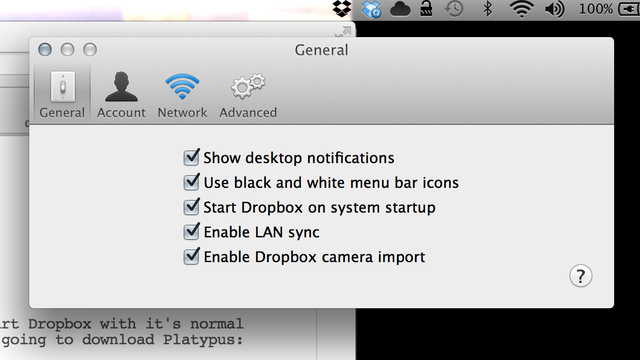 100%
General
General
Account
Network
Advanced
Show desktop notifications
Use black and white menu bar icons
Start Dropbox on system startup
Enable LAN sync
Enable Dropbox camera import
?
Dropbox with it's normal
going to download Platypus: